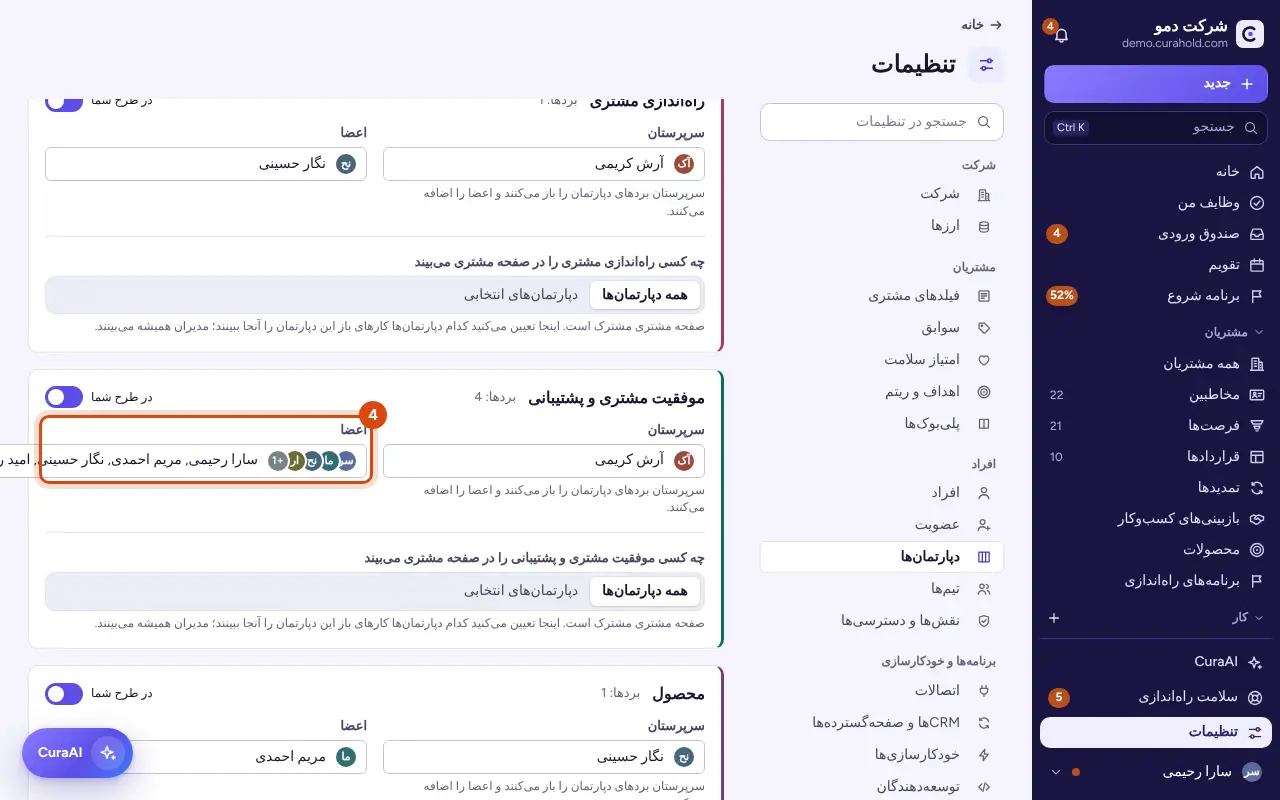 شرکت دمو
demo.curahold.com
4
C
جدید
جستجو
Ctrl K
خانه
وظایف من
صندوق ورودی
4
تقویم
برنامه شروع
52%
مشتریان
همه مشتریان
مخاطبین
22
فرصت‌ها
21
قراردادها
10
تمدیدها
بازبینی‌های کسب‌وکار
محصولات
برنامه‌های راه‌اندازی
کار
CuraAI
سلامت راه‌اندازی
5
تنظیمات
سر
سارا رحیمی
خانه
تنظیمات
جستجو در تنظیمات
شرکت
شرکت
ارزها
مشتریان
فیلدهای مشتری
سوابق
امتیاز سلامت
اهداف و ریتم
پلی‌بوک‌ها
افراد
افراد
عضویت
دپارتمان‌ها
تیم‌ها
نقش‌ها و دسترسی‌ها
برنامه‌ها و خودکارسازی
اتصالات
CRMها و صفحه‌گسترده‌ها
خودکارسازی‌ها
توسعه‌دهندگان
راه‌اندازی مشتری
بردها: 1
در طرح شما
سرپرستان
اعضا
آک
آرش کریمی
نح
نگار حسینی
سرپرستان بردهای دپارتمان را باز می‌کنند و اعضا را اضافه
می‌کنند.
چه کسی راه‌اندازی مشتری را در صفحه مشتری می‌بیند
همه دپارتمان‌ها
دپارتمان‌های انتخابی
صفحه مشتری مشترک است. اینجا تعیین می‌کنید کدام دپارتمان‌ها کارهای باز این دپارتمان را آنجا ببینند؛ مدیران همیشه می‌بینند.
موفقیت مشتری و پشتیبانی
بردها: 4
در طرح شما
4
سرپرستان
اعضا
آک
آرش کریمی
سر
ما
نح
ار
+1
سارا رحیمی, مریم احمدی, نگار حسینی, امید
سرپرستان بردهای دپارتمان را باز می‌کنند و اعضا را اضافه
می‌کنند.
چه کسی موفقیت مشتری و پشتیبانی را در صفحه مشتری می‌بیند
همه دپارتمان‌ها
دپارتمان‌های انتخابی
صفحه مشتری مشترک است. اینجا تعیین می‌کنید کدام دپارتمان‌ها کارهای باز این دپارتمان را آنجا ببینند؛ مدیران همیشه می‌بینند.
محصول
بردها: 1
در طرح شما
سرپرستان
اعضا
نح
نگار حسینی
ما
مریم احمدی
سرپرستان بردهای دپارتمان را باز می‌کنند و اعضا را اضافه
CuraAI